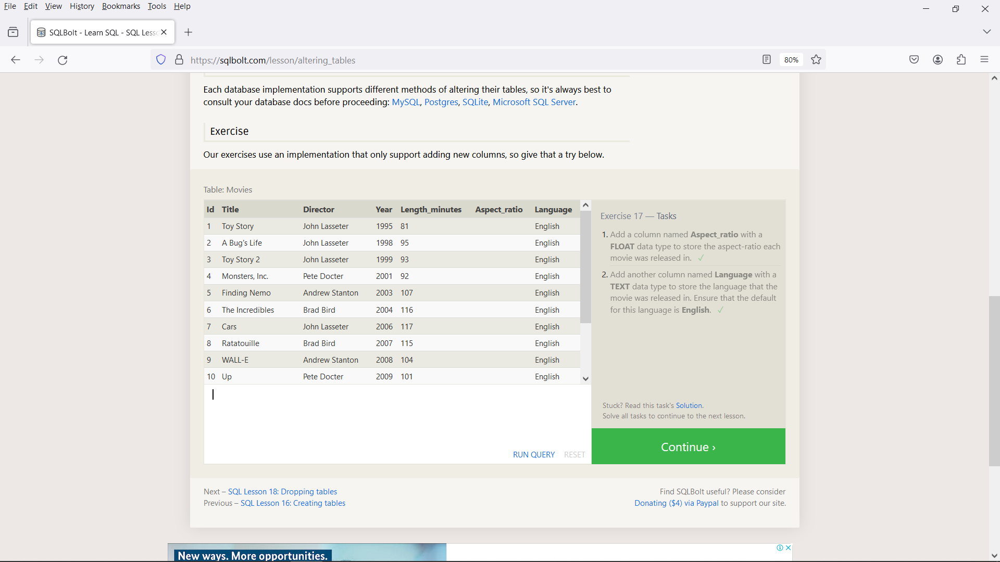 File Edit View History Bookmarks Tools Help
SQLBolt - Learn SQL - SQL Less
https://sqlbolt.com/lesson/altering_tables 80%
Each database implementation supports different methods of altering their tables, so it's always best to
consult your database docs before proceeding: MySQL, Postgres, SQLite, Microsoft SQL Server.
Exercise
Our exercises use an implementation that only support adding new columns, so give that a try below.
Table: Movies
Id Title Director Year Length_minutes Aspect_ratio Language
1 Toy Story John Lasseter 1995 81 English
2 A Bug's Life John Lasseter 1998 95 English
3 Toy Story 2 John Lasseter 1999 93 English
4 Monsters, Inc. Pete Docter 2001 92 English
5 Finding Nemo Andrew Stanton 2003 107 English
6 The Incredibles Brad Bird 2004 116 English
7 Cars John Lasseter 2006 117 English
8 Ratatouille Brad Bird 2007 115 English
9 WALL-E Andrew Stanton 2008 104 English
10 Up Pete Docter 2009 101 English
RUN QUERY RESET
Exercise 17 — Tasks
1. Add a column named Aspect_ratio with a
FLOAT data type to store the aspect-ratio each
movie was released in. ✓
2. Add another column named Language with a
TEXT data type to store the language that the
movie was released in. Ensure that the default
for this language is English. ✓
Stuck? Read this task's Solution.
Solve all tasks to continue to the next lesson.
Continue ›
Next – SQL Lesson 18: Dropping tables
Previous – SQL Lesson 16: Creating tables
Find SQLBolt useful? Please consider
Donating ($4) via Paypal to support our site.
New ways. More opportunities.